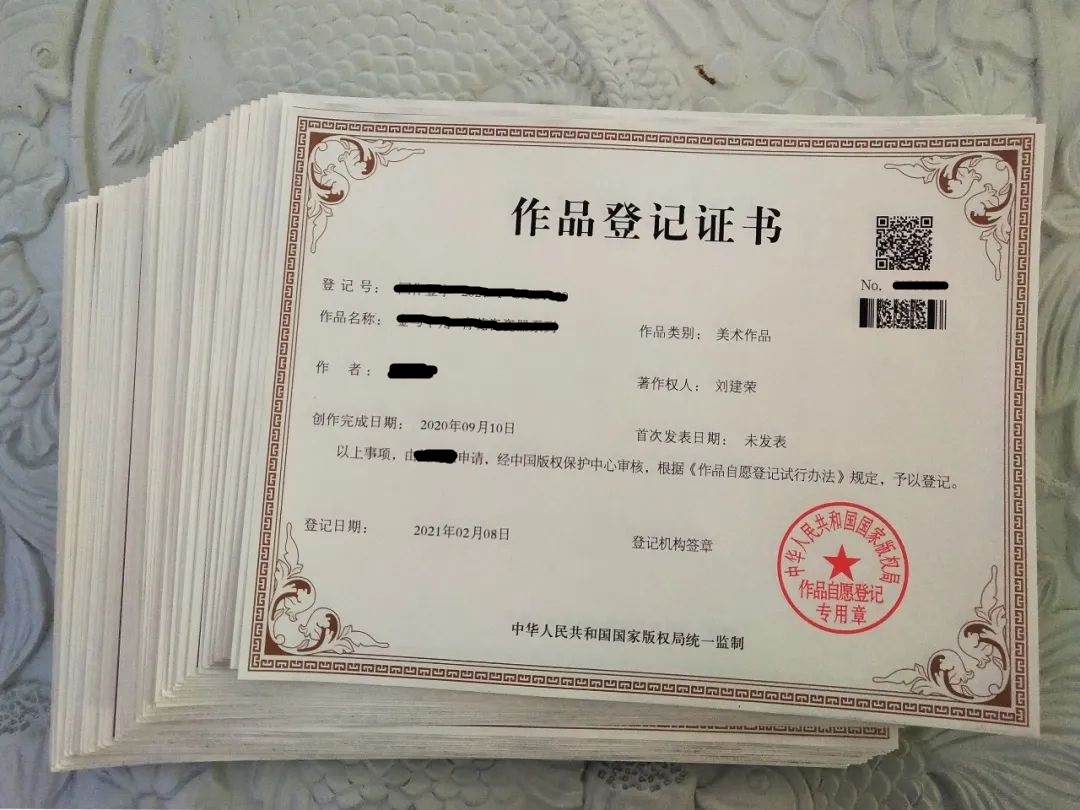 作品登记证书
No.
登 记 号：
作品名称：
作品类别： 美术作品
作 者：
著作权人： 刘建荣
创作完成日期： 2020年09月10日
首次发表日期： 未发表
以上事项，由申请，经中国版权保护中心审核，根据《作品自愿登记试行办法》规定，予以登记。
登记日期： 2021年02月08日
登记机构签章
中华人民共和国国家版权局
作品自愿登记
专用章
中华人民共和国国家版权局统一监制